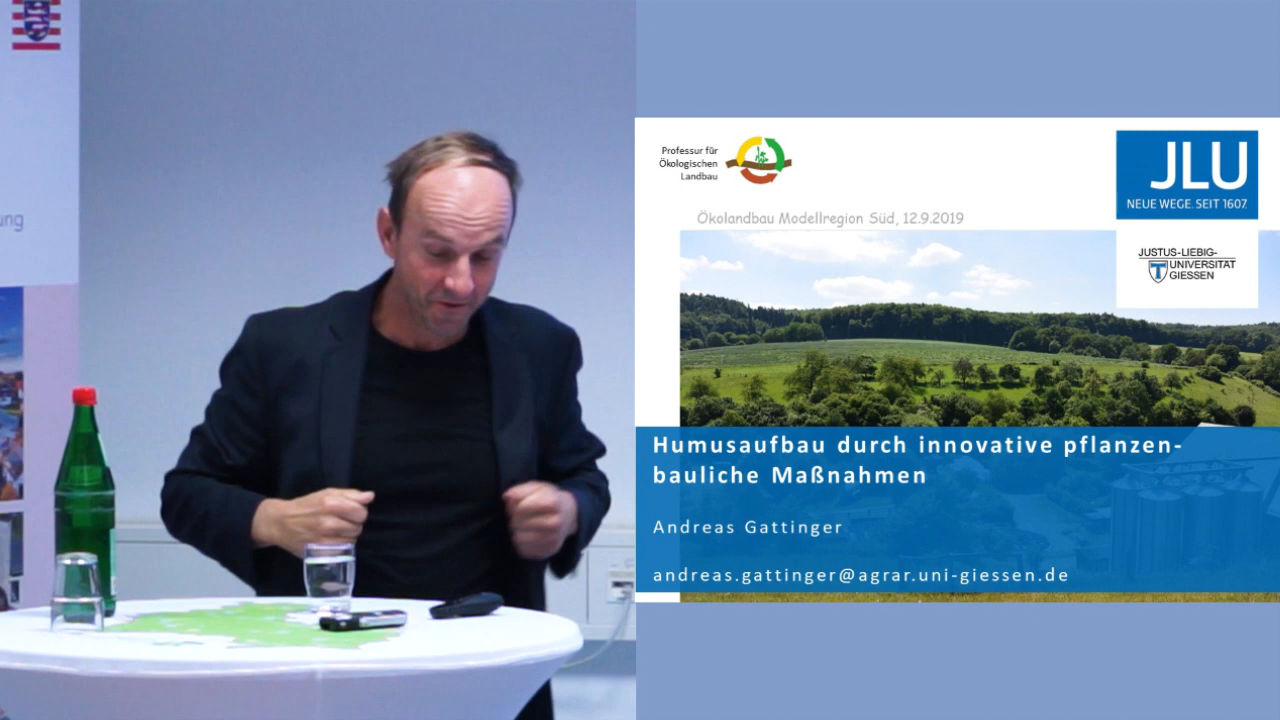 ung
Professur für
Ökologischen
Landbau
JLU
NEUE WEGE. SEIT 1607.
Ökolandbau Modellregion Süd, 12.9.2019
JUSTUS-LIEBIG-
UNIVERSITÄT
GIESSEN
Humusaufbau durch innovative pflanzen-
bauliche Maßnahmen
Andreas Gattinger
andreas.gattinger@agrar.uni-giessen.de